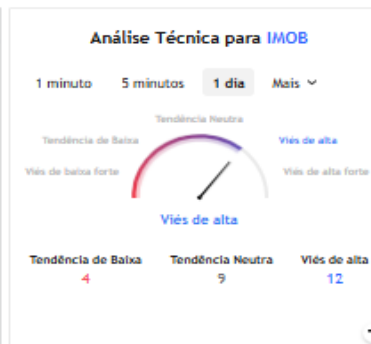 Análise Técnica para IMOB
1 minuto 5 minutos 1 dia Mais
Tendência Neutra
Tendência de Baixa Viés de alta
Viés de baixa forte Viés de alta forte
Viés de alta
Tendência de Baixa Tendência Neutra Viés de alta
4 9 12